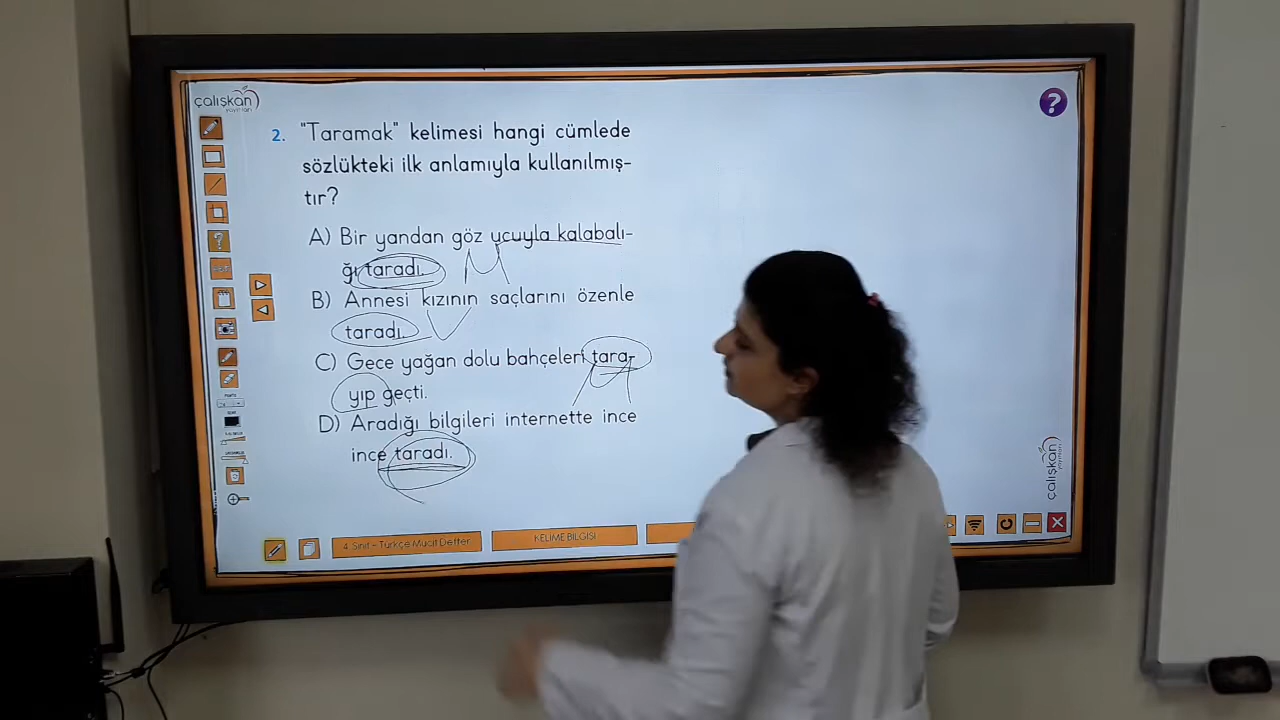 çalışkan
yayınları
2. "Taramak" kelimesi hangi cümlede
sözlükteki ilk anlamıyla kullanılmış-
tır?
A) Bir yandan göz ucuyla kalabalı-
ğı taradı.
B) Annesi kızının saçlarını özenle
taradı.
C) Gece yağan dolu bahçeleri tara-
yıp geçti.
D) Aradığı bilgileri internette ince
ince taradı.
çalışkan
yayınları
4. Sınıf - Türkçe Mucit Defter
KELİME BİLGİSİ